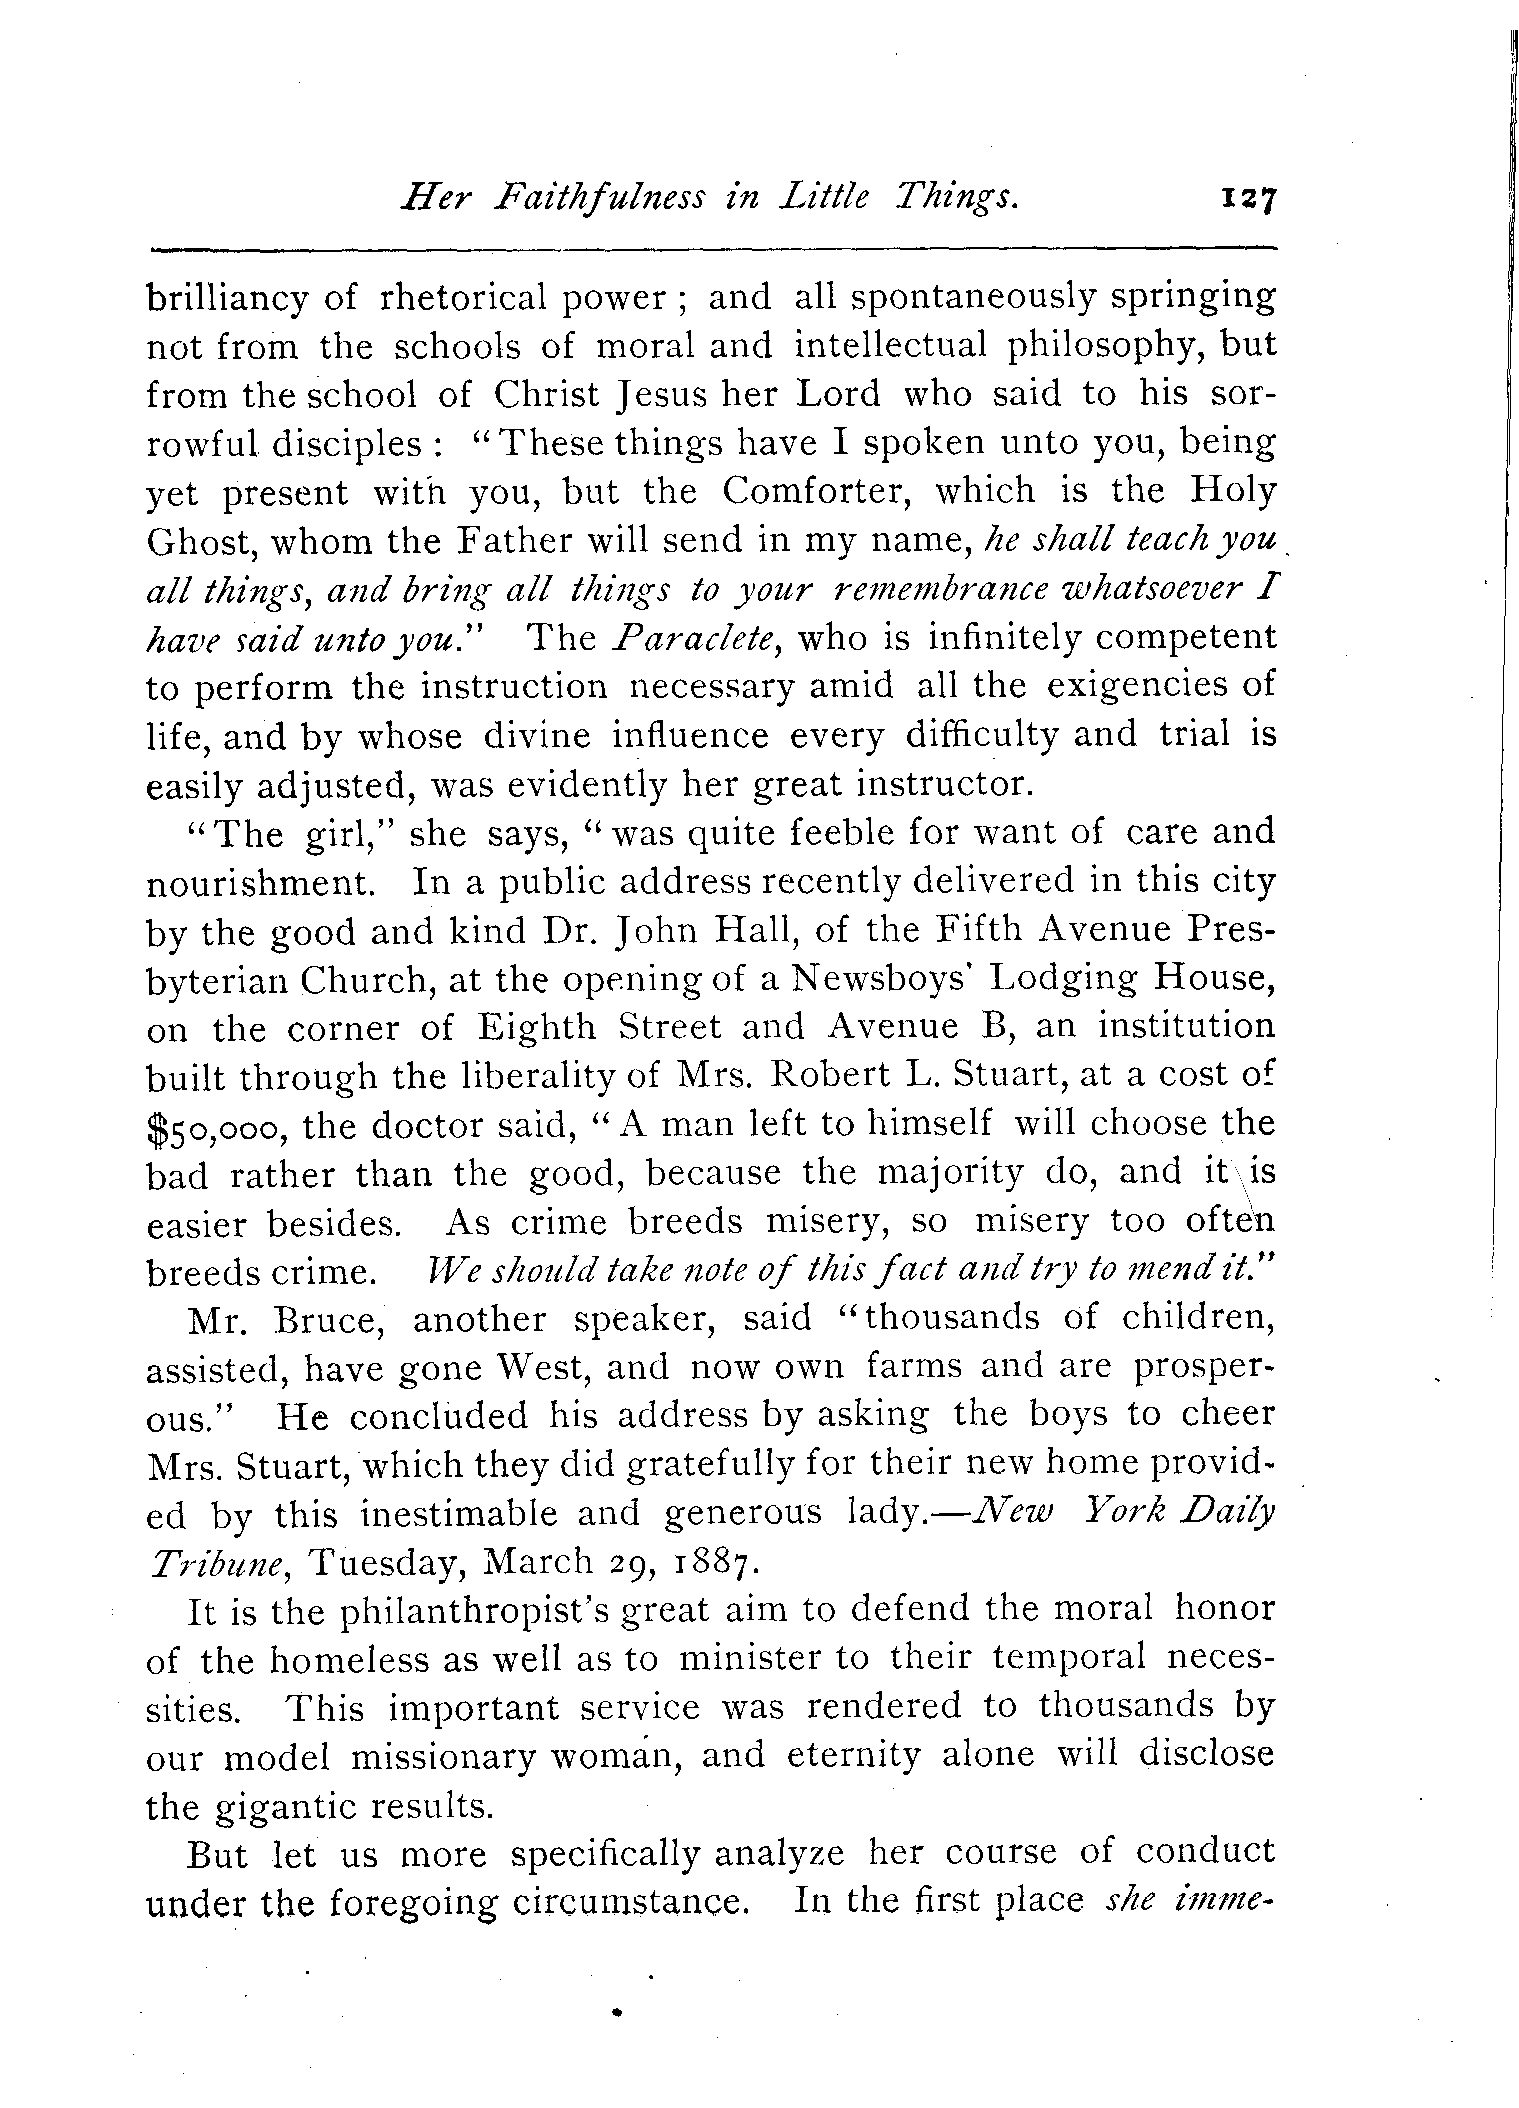 Her Faithfulness in Little Things. 127
brilliancy of rhetorical power ; and all spontaneously springing
not from the schools of moral and intellectual philosophy, but
from the school of Christ Jesus her Lord who said to his sor-
rowful disciples : “ These things have I spoken unto you, being
yet present with you, but the Comforter, which is the Holy
Ghost, whom the Father will send in my name, he shall teach you
all things, and bring all things to your remembrance whatsoever I
have said unto you.” The Paraclete, who is infinitely competent
to perform the instruction necessary amid all the exigencies of
life, and by whose divine influence every difficulty and trial is
easily adjusted, was evidently her great instructor.
“ The girl,” she says, “ was quite feeble for want of care and
nourishment. In a public address recently delivered in this city
by the good and kind Dr. John Hall, of the Fifth Avenue Pres-
byterian Church, at the opening of a Newsboys’ Lodging House,
on the corner of Eighth Street and Avenue B, an institution
built through the liberality of Mrs. Robert L. Stuart, at a cost of
$50,000, the doctor said, “ A man left to himself will choose the
bad rather than the good, because the majority do, and it is
easier besides. As crime breeds misery, so misery too often
breeds crime. We should take note of this fact and try to mend it.”
Mr. Bruce, another speaker, said “ thousands of children,
assisted, have gone West, and now own farms and are prosper-
ous.” He concluded his address by asking the boys to cheer
Mrs. Stuart, which they did gratefully for their new home provid-
ed by this inestimable and generous lady.—New York Daily
Tribune, Tuesday, March 29, 1887.
It is the philanthropist’s great aim to defend the moral honor
of the homeless as well as to minister to their temporal neces-
sities. This important service was rendered to thousands by
our model missionary woman, and eternity alone will disclose
the gigantic results.
But let us more specifically analyze her course of conduct
under the foregoing circumstance. In the first place she imme-